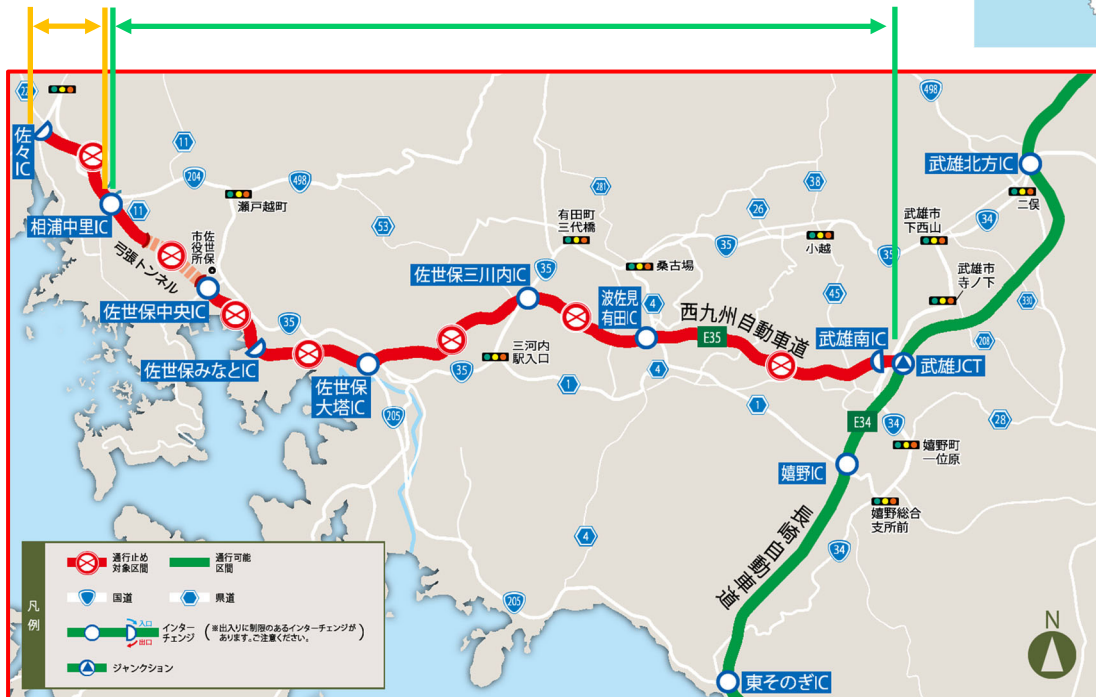 22
佐々
IC
11
204
498
瀬戸越町
相浦中里IC
11
弓張トンネル
佐世保
市役所
佐世保中央IC
53
佐世保みなとIC
35
佐世保
大塔IC
205
35
三河内
駅入口
佐世保三川内IC
35
有田町
三代橋
281
桑古場
4
波佐見
有田IC
E35
西九州自動車道
35
26
38
小越
45
35
武雄南IC
武雄JCT
208
330
武雄市
寺ノ下
武雄市
下西山
34
二俣
武雄北方IC
498
1
4
1
E34
34
嬉野町
一位原
28
嬉野IC
嬉野総合
支所前
34
長崎自動車道
4
205
東そのぎIC
N
凡例
通行止め
対象区間
通行可能
区間
国道
県道
入口
出口
インター
チェンジ
(※出入りに制限のあるインターチェンジが
あります。ご注意ください。)
ジャンクション